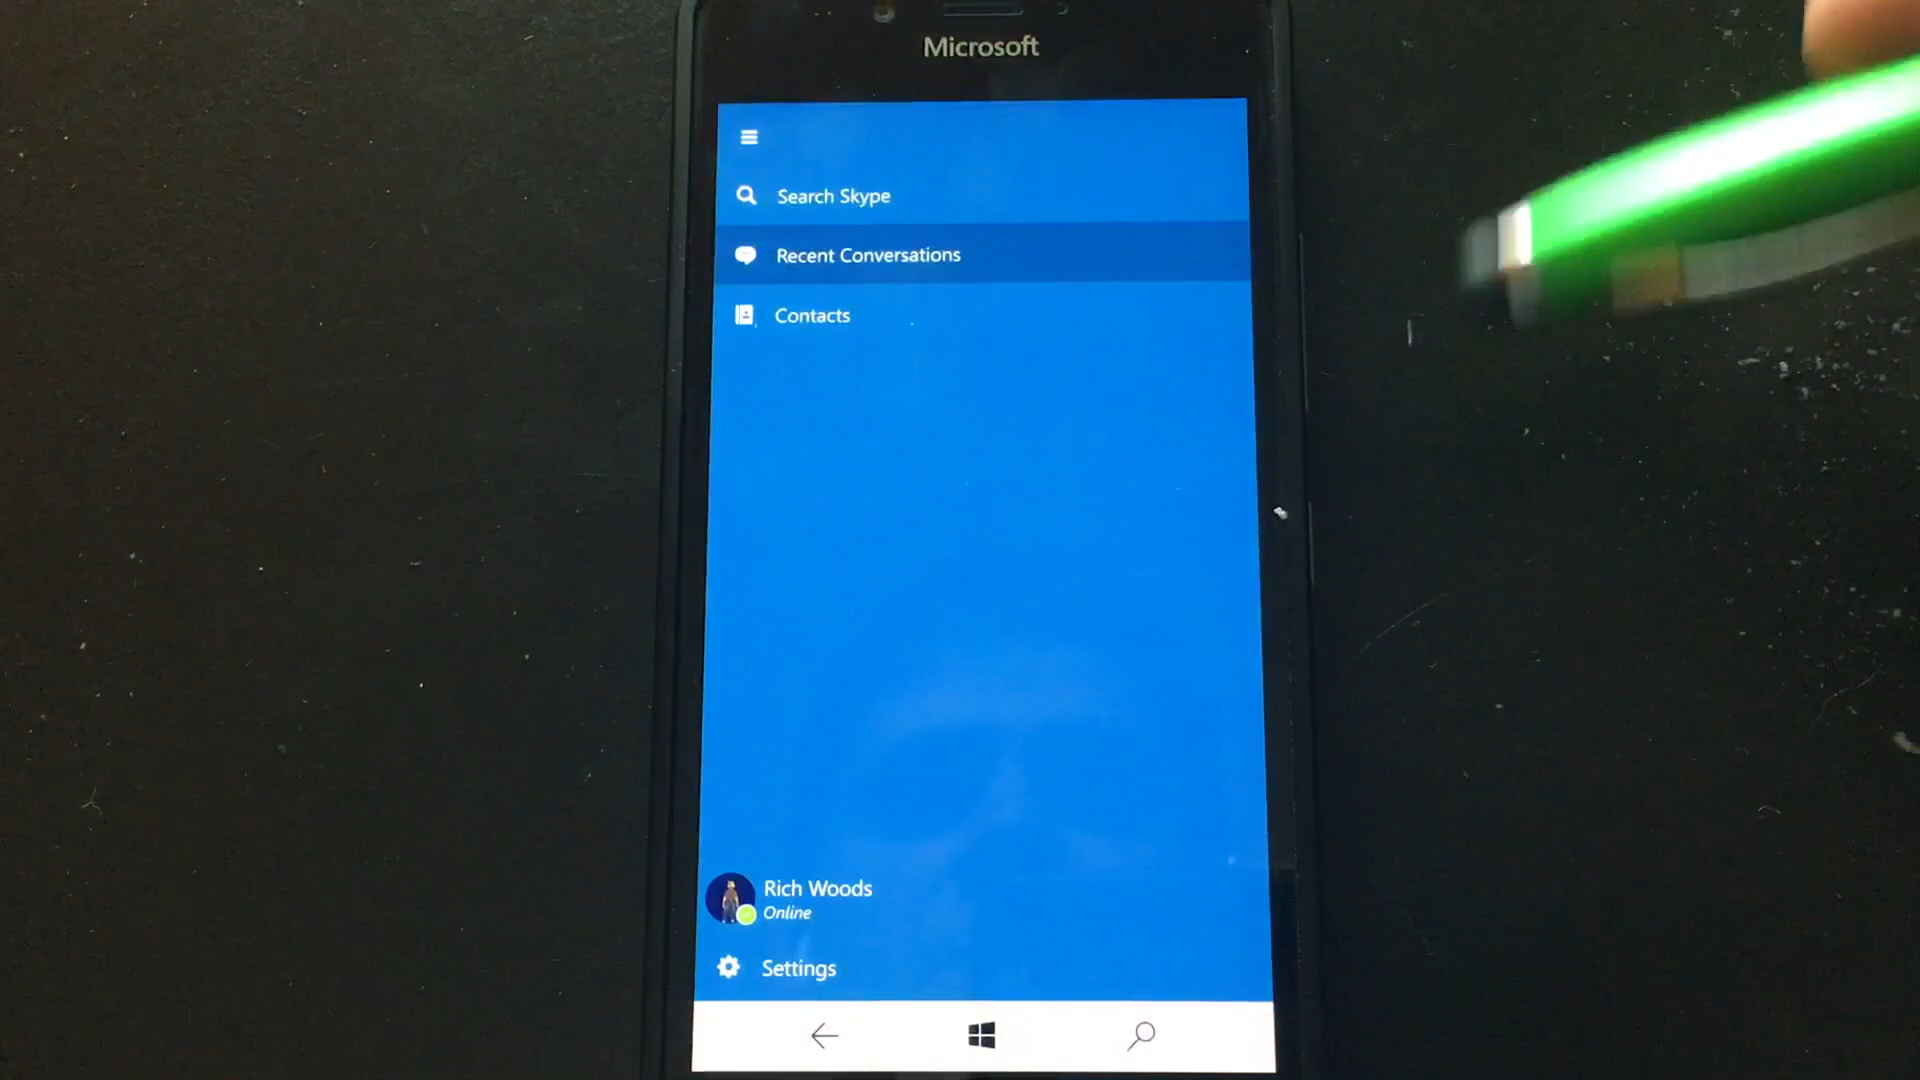 Microsoft
Search Skype
Recent Conversations
Contacts
Rich Woods
Online
Settings